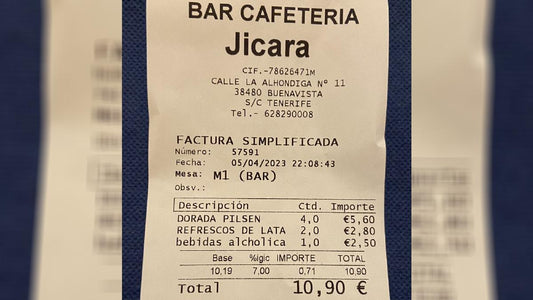 BAR CAFETERIA
Jicara
CIF.-78626471M
CALLE LA ALHONDIGA Nº 11
38480 BUENAVISTA
S/C TENERIFE
Tel.- 628290008
FACTURA SIMPLIFICADA
Número: 57591
Fecha: 05/04/2023 22:08:43
Mesa: M1 (BAR)
Obsv.:
Descripción Ctd. Importe
DORADA PILSEN 4,0 €5,60
REFRESCOS DE LATA 2,0 €2,80
bebidas alcholica 1,0 €2,50
Base %igic IMPORTE TOTAL
10,19 7,00 0,71 10,90
Total 10,90 €